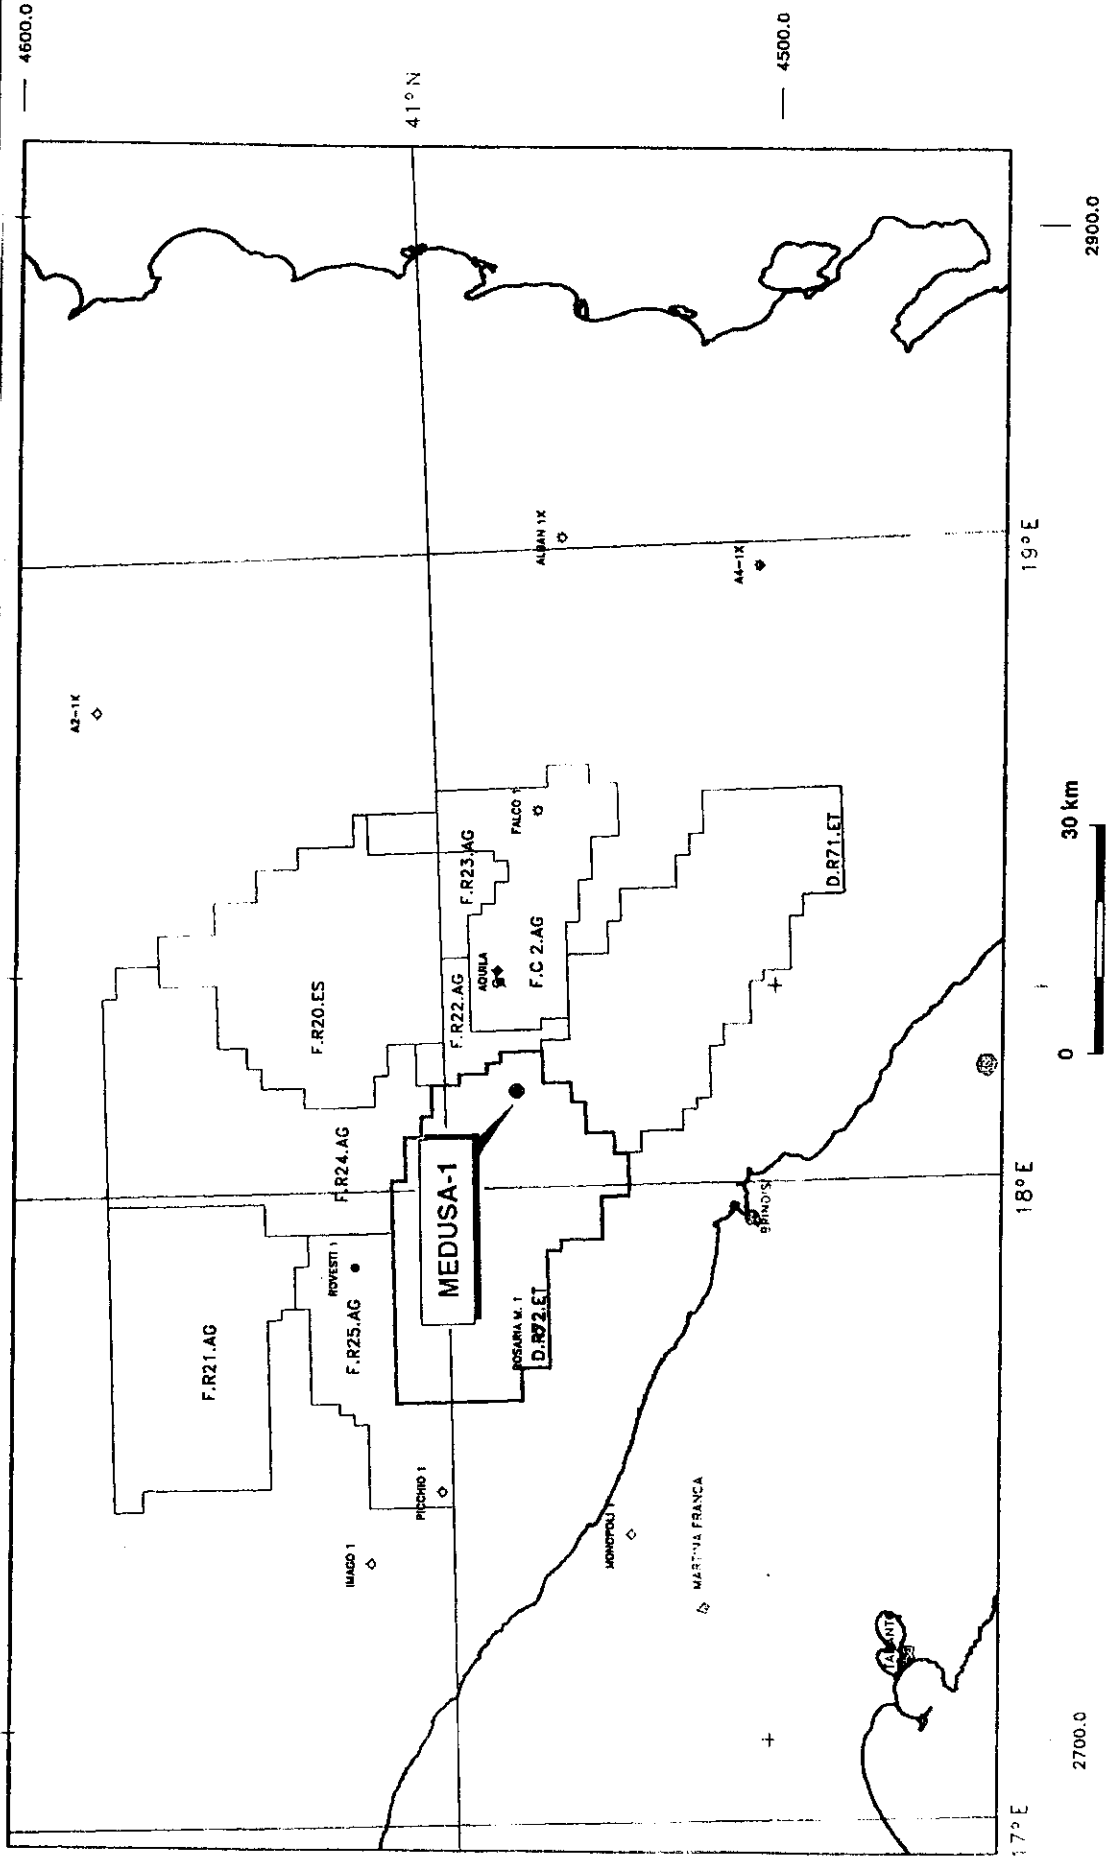 4600.0
41° N
4500.0
2900.0
19° E
18° E
17° E
2700.0
A2-1X
ALBAN 1X
A4-1X
F.R20.ES
F.R21.AG
F.R24.AG
F.R25.AG
F.R22.AG
F.R23.AG
F.C 2.AG
FALCO 1
AQUILA
D.R71.ET
ROVESTI 1
MEDUSA-1
ROSARIA M. 1
D.R72.ET
PICCHIO 1
IMAGO 1
MONOPOLI 1
MARTINA FRANCA
BRINDISI
TARANTO
0
30 km